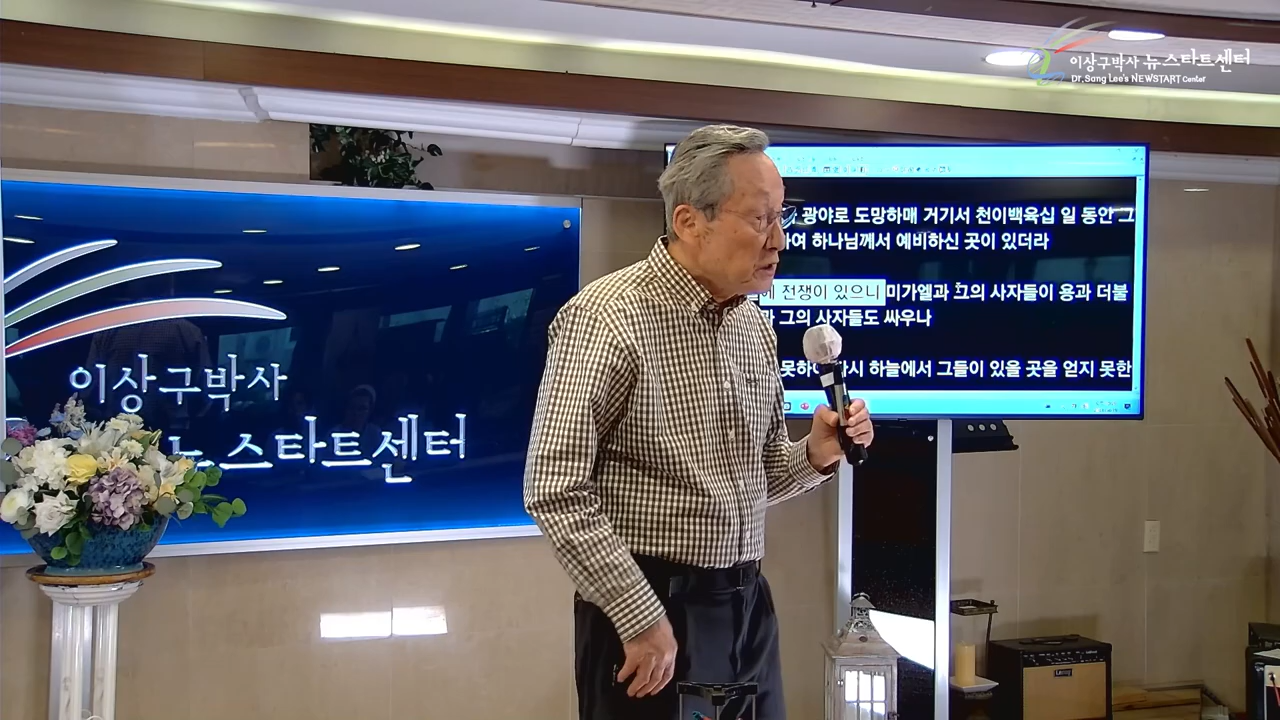 이상구박사 뉴스타트센터
Dr. Sang Lee's NEWSTART Center
광야로 도망하매 거기서 천이백육십 일 동안 그
하여 하나님께서 예비하신 곳이 있더라
에 전쟁이 있으니 미가엘과 그의 사자들이 용과 더불
그의 사자들도 싸우나
다시 하늘에서 그들이 있을 곳을 얻지 못한
이상구박사
뉴스타트센터
Laney